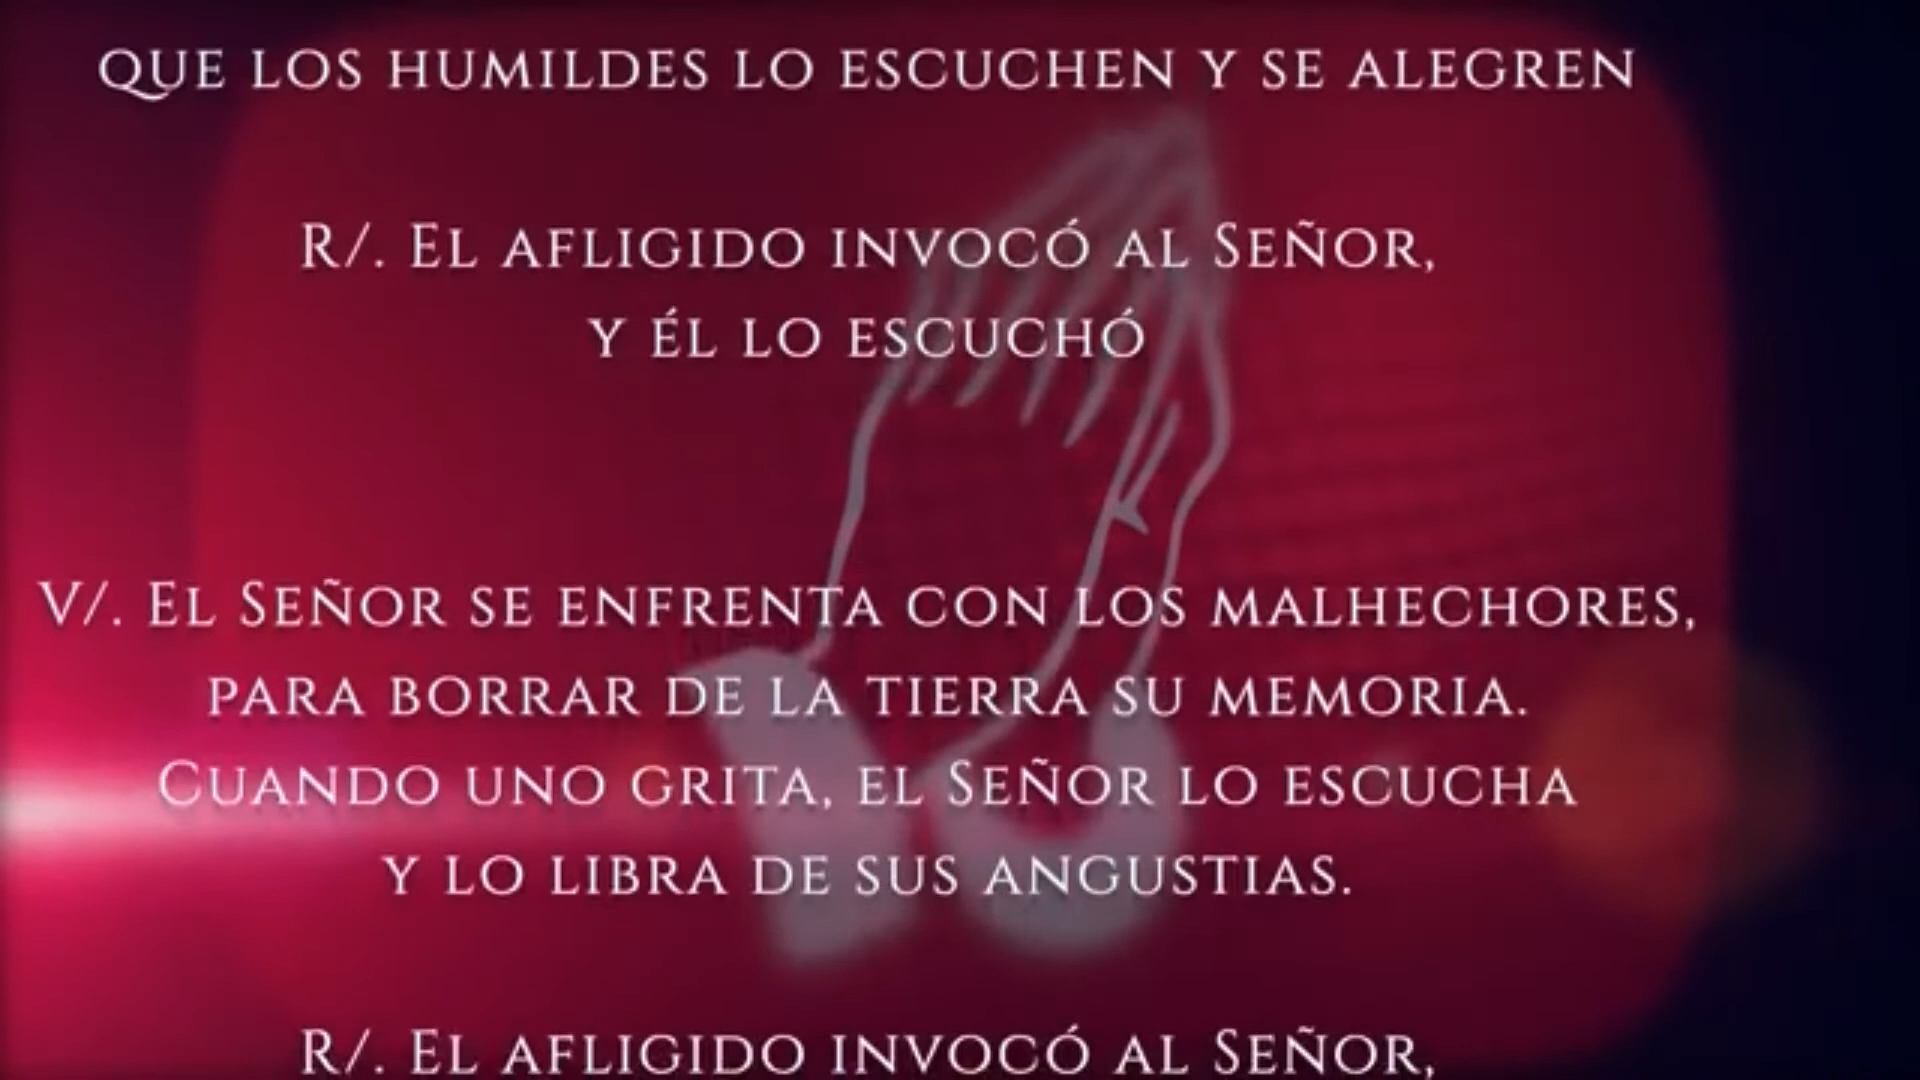 QUE LOS HUMILDES LO ESCUCHEN Y SE ALEGREN
R/. El afligido invocó al Señor,
y él lo escuchó
V/. El Señor se enfrenta con los malhechores,
para borrar de la tierra su memoria.
Cuando uno grita, el Señor lo escucha
y lo libra de sus angustias.
R/. El afligido invocó al Señor,